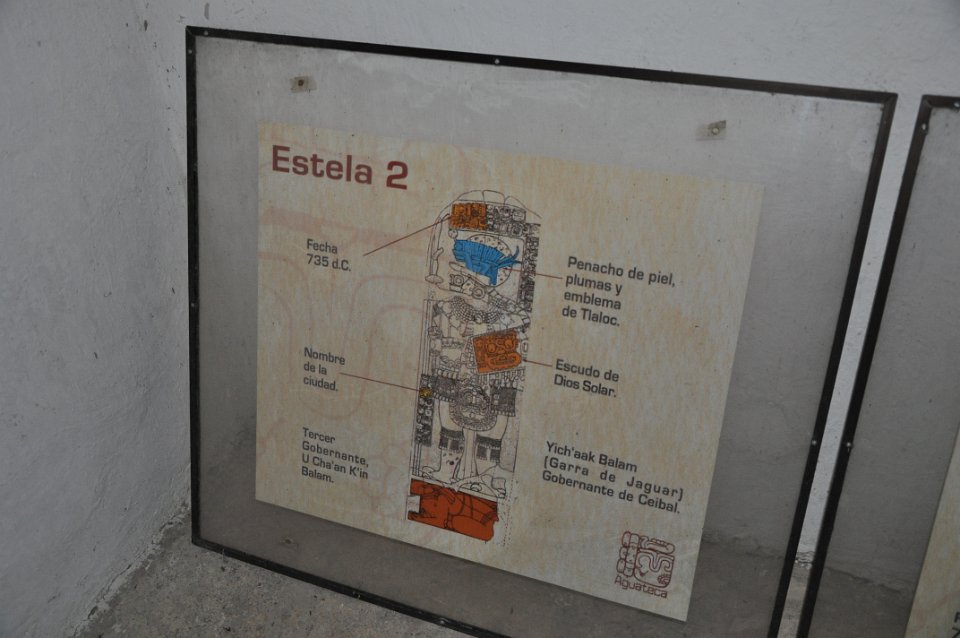 Estela 2
Fecha
735 d.C.
Penacho de piel,
plumas y
emblema
de Tlaloc.
Nombre
de la
ciudad.
Escudo de
Dios Solar.
Tercer
Gobernante,
U Cha'an K'in
Balam.
Yich'aak Balam
(Garra de Jaguar)
Gobernante de Ceibal.
Aguateca